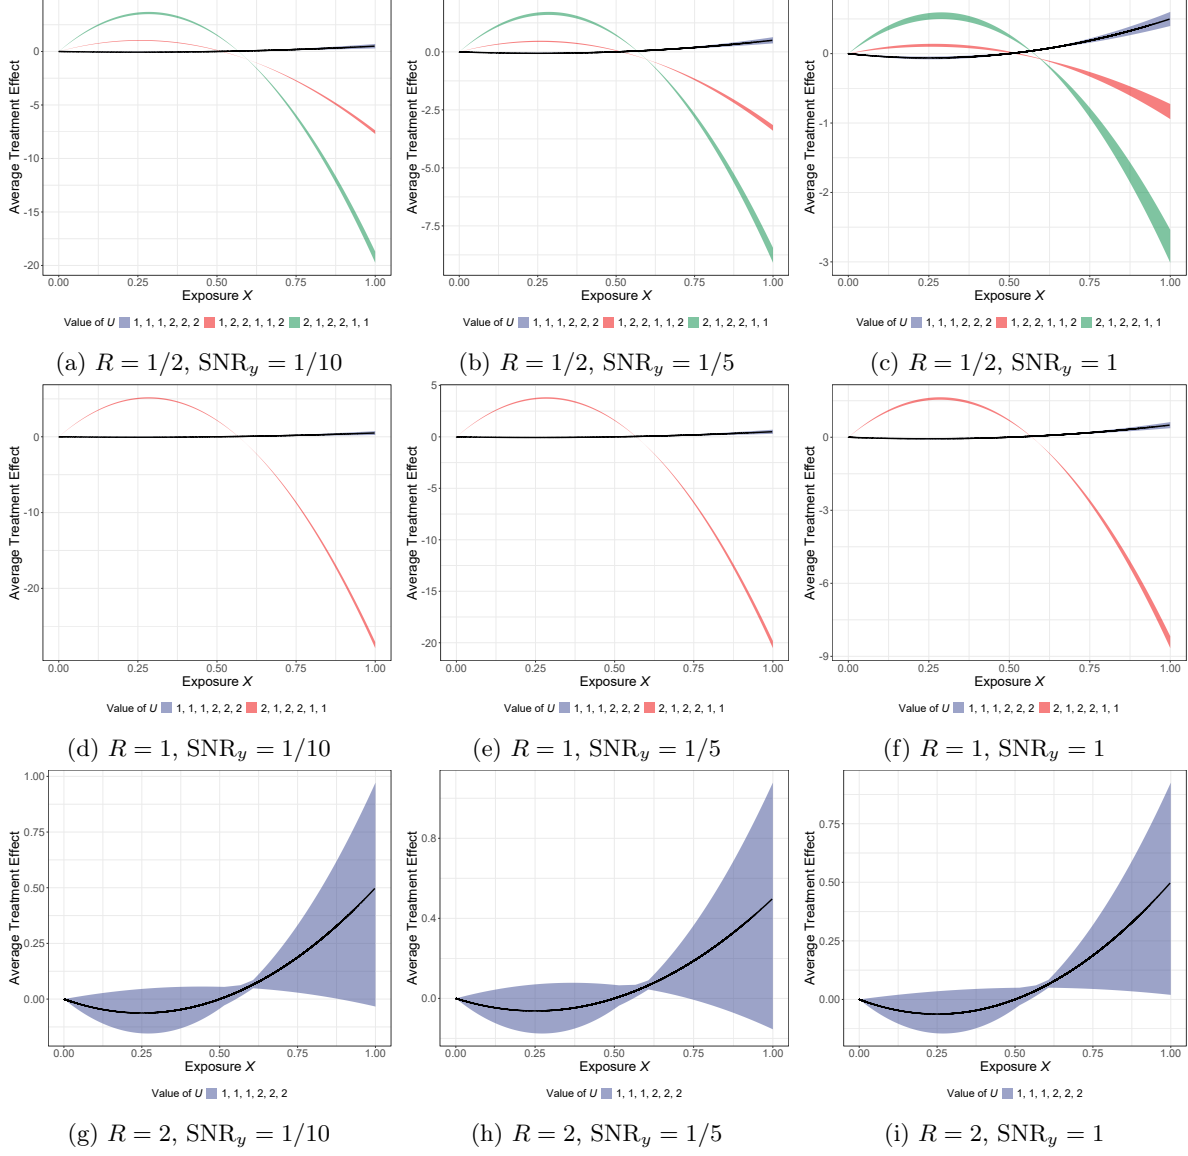 Average Treatment Effect
0
-5
-10
-15
-20
0.00 0.25 0.50 0.75 1.00
Exposure X
Value of U 1, 1, 1, 2, 2, 2 1, 2, 2, 1, 1, 2 2, 1, 2, 2, 1, 1
(a) R = 1/2, SNRy = 1/10
Average Treatment Effect
0.0
-2.5
-5.0
-7.5
0.00 0.25 0.50 0.75 1.00
Exposure X
Value of U 1, 1, 1, 2, 2, 2 1, 2, 2, 1, 1, 2 2, 1, 2, 2, 1, 1
(b) R = 1/2, SNRy = 1/5
Average Treatment Effect
0
-1
-2
-3
0.00 0.25 0.50 0.75 1.00
Exposure X
Value of U 1, 1, 1, 2, 2, 2 1, 2, 2, 1, 1, 2 2, 1, 2, 2, 1, 1
(c) R = 1/2, SNRy = 1
Average Treatment Effect
0
-10
-20
0.00 0.25 0.50 0.75 1.00
Exposure X
Value of U 1, 1, 1, 2, 2, 2 2, 1, 2, 2, 1, 1
(d) R = 1, SNRy = 1/10
Average Treatment Effect
5
0
-5
-10
-15
-20
0.00 0.25 0.50 0.75 1.00
Exposure X
Value of U 1, 1, 1, 2, 2, 2 2, 1, 2, 2, 1, 1
(e) R = 1, SNRy = 1/5
Average Treatment Effect
0
-3
-6
-9
0.00 0.25 0.50 0.75 1.00
Exposure X
Value of U 1, 1, 1, 2, 2, 2 2, 1, 2, 2, 1, 1
(f) R = 1, SNRy = 1
Average Treatment Effect
1.00
0.75
0.50
0.25
0.00
0.00 0.25 0.50 0.75 1.00
Exposure X
Value of U 1, 1, 1, 2, 2, 2
(g) R = 2, SNRy = 1/10
Average Treatment Effect
0.8
0.4
0.0
0.00 0.25 0.50 0.75 1.00
Exposure X
Value of U 1, 1, 1, 2, 2, 2
(h) R = 2, SNRy = 1/5
Average Treatment Effect
0.75
0.50
0.25
0.00
0.00 0.25 0.50 0.75 1.00
Exposure X
Value of U 1, 1, 1, 2, 2, 2
(i) R = 2, SNRy = 1